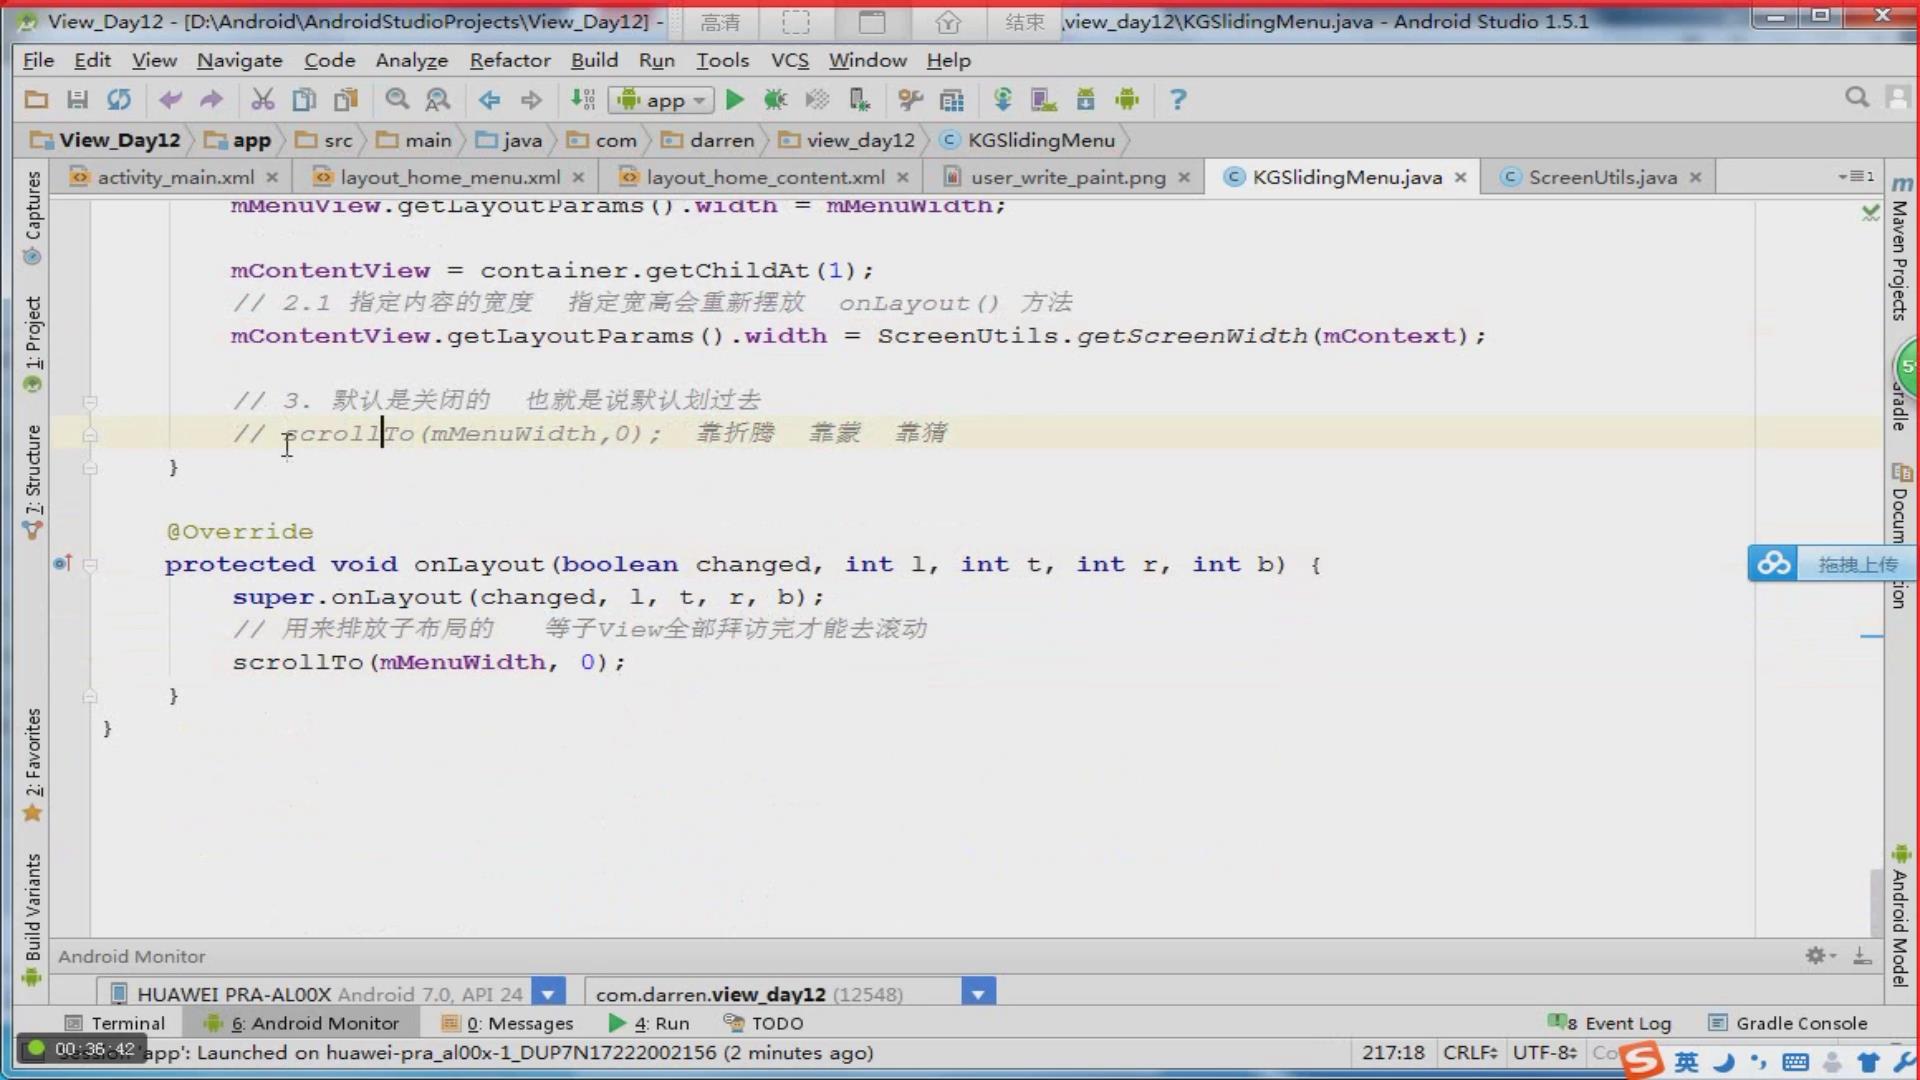 View_Day12 - [D:\Android\AndroidStudioProjects\View_Day12] - 高清 结束 .view_day12\KGSlidingMenu.java - Android Studio 1.5.1
File Edit View Navigate Code Analyze Refactor Build Run Tools VCS Window Help
app
View_Day12 app src main java com darren view_day12 KGSlidingMenu
activity_main.xml layout_home_menu.xml layout_home_content.xml user_write_paint.png KGSlidingMenu.java ScreenUtils.java
mMenuView.getLayoutParams().width = mMenuWidth;
mContentView = container.getChildAt(1);
// 2.1 指定内容的宽度 指定宽高会重新摆放 onLayout() 方法
mContentView.getLayoutParams().width = ScreenUtils.getScreenWidth(mContext);
// 3. 默认是关闭的 也就是说默认划过去
// scrollTo(mMenuWidth,0); 靠折腾 靠蒙 靠猜
}
@Override
protected void onLayout(boolean changed, int l, int t, int r, int b) {
super.onLayout(changed, l, t, r, b);
// 用来排放子布局的 等子View全部拜访完才能去滚动
scrollTo(mMenuWidth, 0);
}
}
Captures
1: Project
7: Structure
2: Favorites
Build Variants
Maven Projects
Gradle
Android Model
拖拽上传
Android Monitor
HUAWEI PRA-AL00X Android 7.0, API 24 com.darren.view_day12 (12548)
Terminal 6: Android Monitor 0: Messages 4: Run TODO 8 Event Log Gradle Console
00:36:42 'app': Launched on huawei-pra_al00x-1_DUP7N17222002156 (2 minutes ago) 217:18 CRLF UTF-8 英